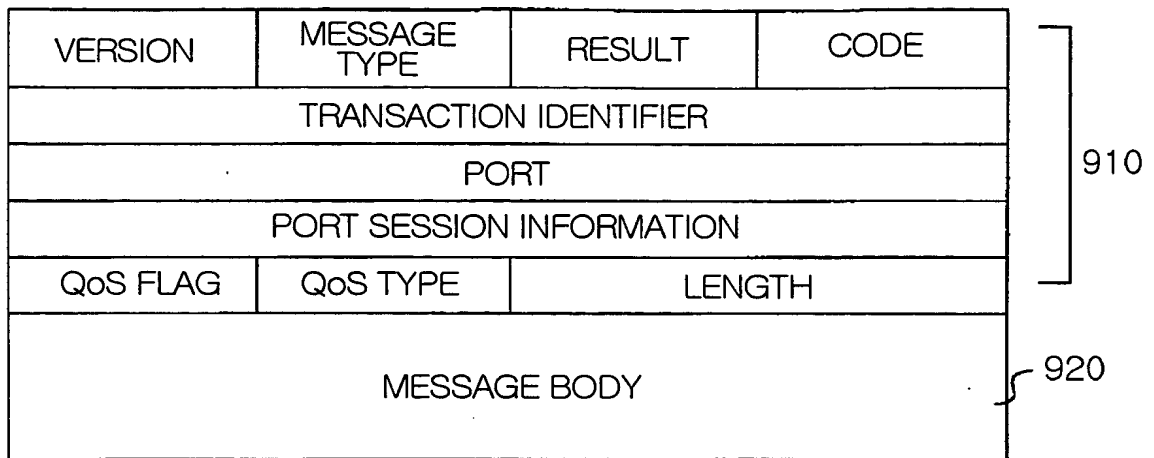 VERSION
MESSAGE
TYPE
RESULT
CODE
TRANSACTION IDENTIFIER
PORT
910
PORT SESSION INFORMATION
QoS FLAG
QoS TYPE
LENGTH
MESSAGE BODY
920